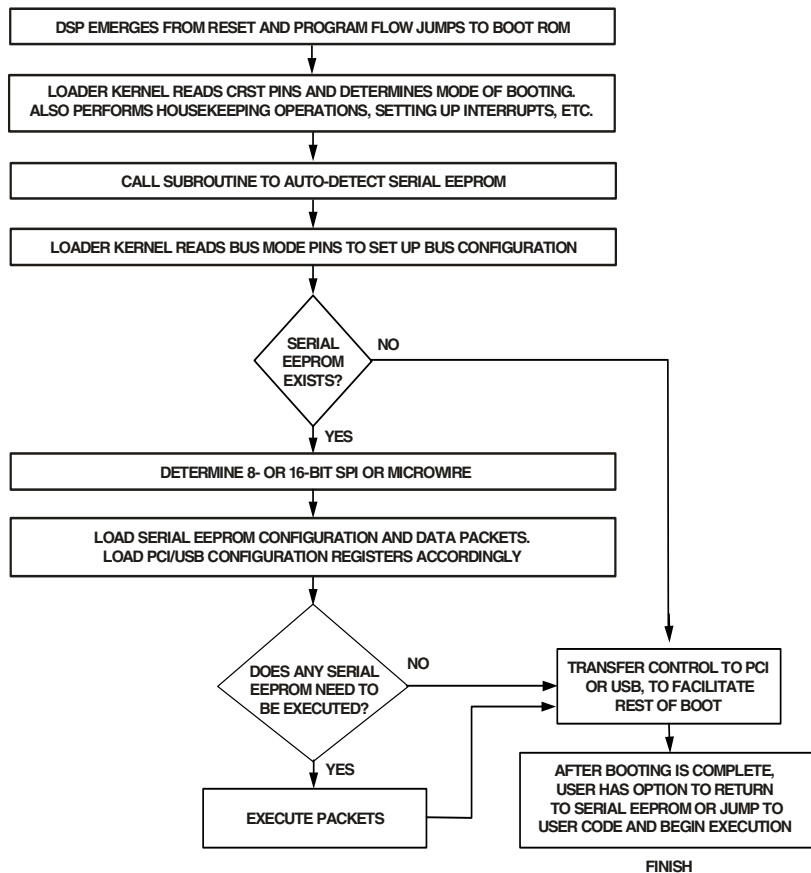 DSP EMERGES FROM RESET AND PROGRAM FLOW JUMPS TO BOOT ROM
LOADER KERNEL READS CRST PINS AND DETERMINES MODE OF BOOTING.
ALSO PERFORMS HOUSEKEEPING OPERATIONS, SETTING UP INTERRUPTS, ETC.
CALL SUBROUTINE TO AUTO-DETECT SERIAL EEPROM
LOADER KERNEL READS BUS MODE PINS TO SET UP BUS CONFIGURATION
SERIAL
EEPROM
EXISTS?
NO
YES
DETERMINE 8- OR 16-BIT SPI OR MICROWIRE
LOAD SERIAL EEPROM CONFIGURATION AND DATA PACKETS.
LOAD PCI/USB CONFIGURATION REGISTERS ACCORDINGLY
DOES ANY SERIAL
EEPROM NEED TO
BE EXECUTED?
NO
YES
EXECUTE PACKETS
TRANSFER CONTROL TO PCI
OR USB, TO FACILITATE
REST OF BOOT
AFTER BOOTING IS COMPLETE,
USER HAS OPTION TO RETURN
TO SERIAL EEPROM OR JUMP TO
USER CODE AND BEGIN EXECUTION
FINISH